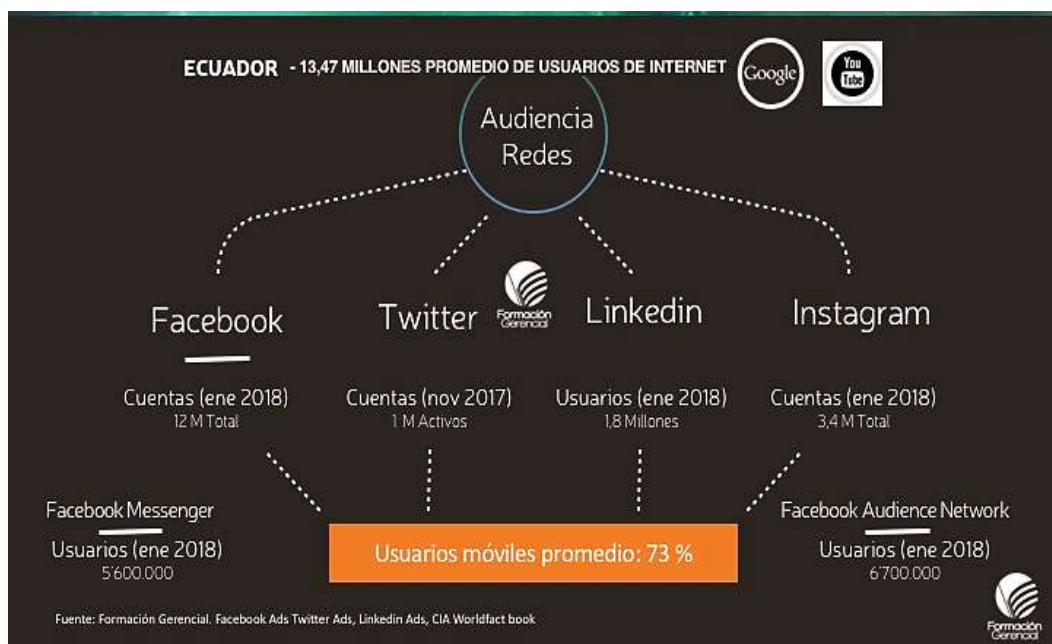 ECUADOR - 13,47 MILLONES PROMEDIO DE USUARIOS DE INTERNET
Google
You
Tube
Audiencia
Redes
Facebook
Twitter
Formación
Gerencial
Linkedin
Instagram
Cuentas (ene 2018)
12 M Total
Cuentas (nov 2017)
1 M Activos
Usuarios (ene 2018)
1,8 Millones
Cuentas (ene 2018)
3,4 M Total
Facebook Messenger
Usuarios (ene 2018)
5'600.000
Usuarios móviles promedio: 73 %
Facebook Audience Network
Usuarios (ene 2018)
6'700.000
Fuente: Formación Gerencial. Facebook Ads Twitter Ads, Linkedin Ads, CIA Worldfact book
Formación
Gerencial